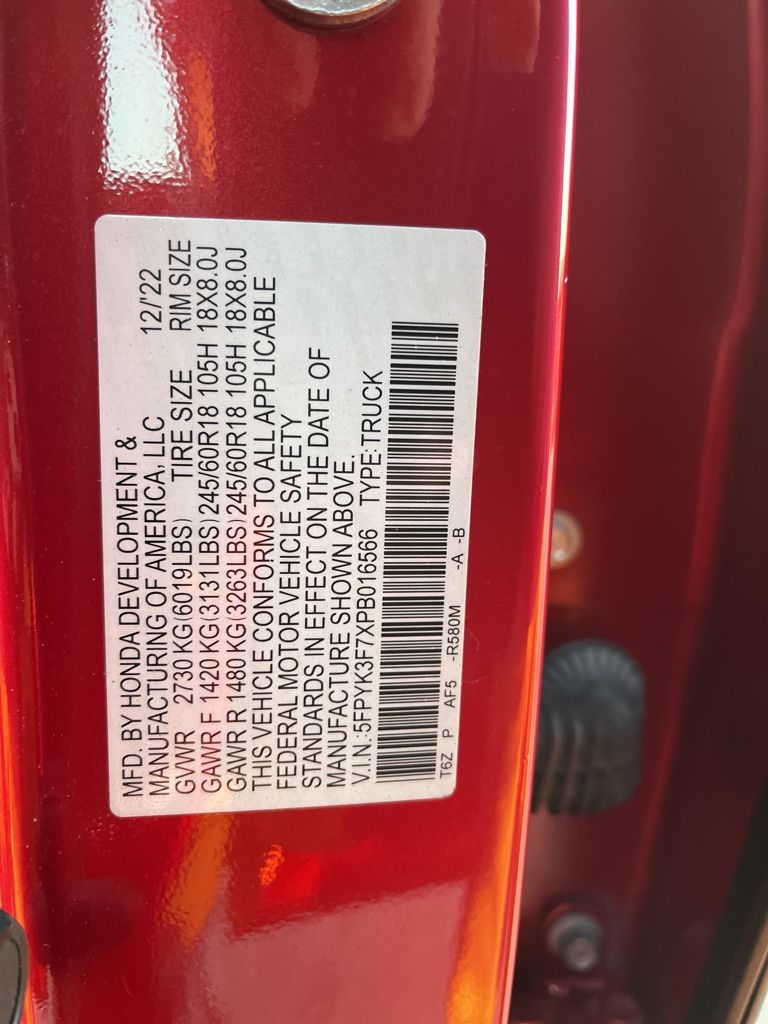 MFD. BY HONDA DEVELOPMENT &
MANUFACTURING OF AMERICA, LLC 12/'22
GVWR 2730 KG (6019LBS) TIRE SIZE RIM SIZE
GAWR F 1420 KG (3131LBS) 245/60R18 105H 18X8.0J
GAWR R 1480 KG (3263LBS) 245/60R18 105H 18X8.0J
THIS VEHICLE CONFORMS TO ALL APPLICABLE
FEDERAL MOTOR VEHICLE SAFETY
STANDARDS IN EFFECT ON THE DATE OF
MANUFACTURE SHOWN ABOVE.
V.I.N.:5FPYK3F7XPB016566 TYPE:TRUCK
T6Z P AF5 -R580M -A -B